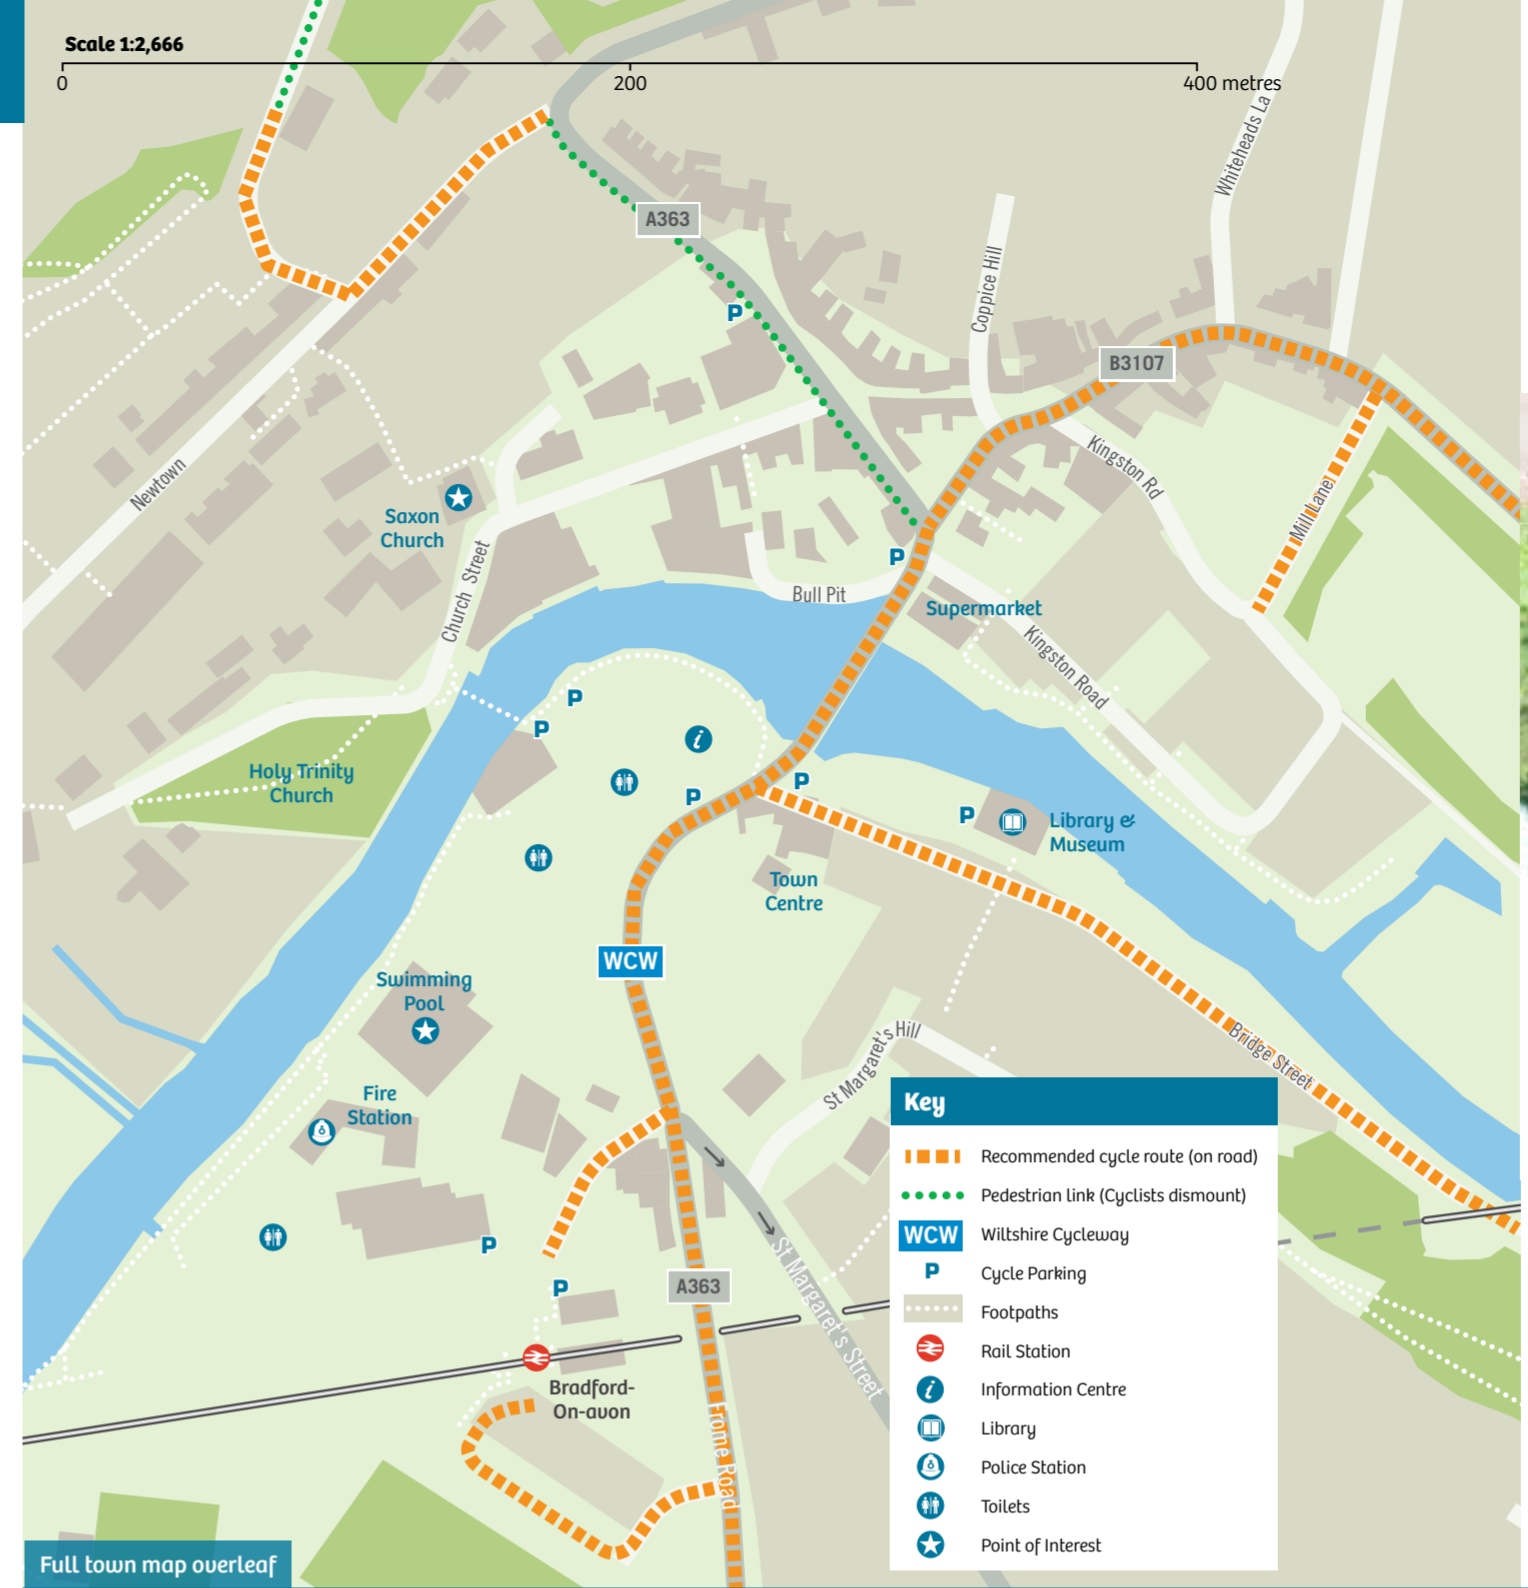 Scale 1:2,666
0
200
400 metres
Whiteheads La
A363
P
Coppice Hill
B3107
Kingston Rd
Newtown
Saxon
Church
Mill Lane
Church Street
P
Bull Pit
Supermarket
Kingston Road
P
P
Holy Trinity
Church
P
P
P
Library &
Museum
Town
Centre
WCW
Swimming
Pool
Bridge Street
St Margaret's Hill
Fire
Station
P
P
A363
St Margaret's Street
Bradford-
On-avon
Frome Road
Key
Recommended cycle route (on road)
Pedestrian link (Cyclists dismount)
WCW Wiltshire Cycleway
P Cycle Parking
Footpaths
Rail Station
i Information Centre
Library
Police Station
Toilets
Point of Interest
Full town map overleaf